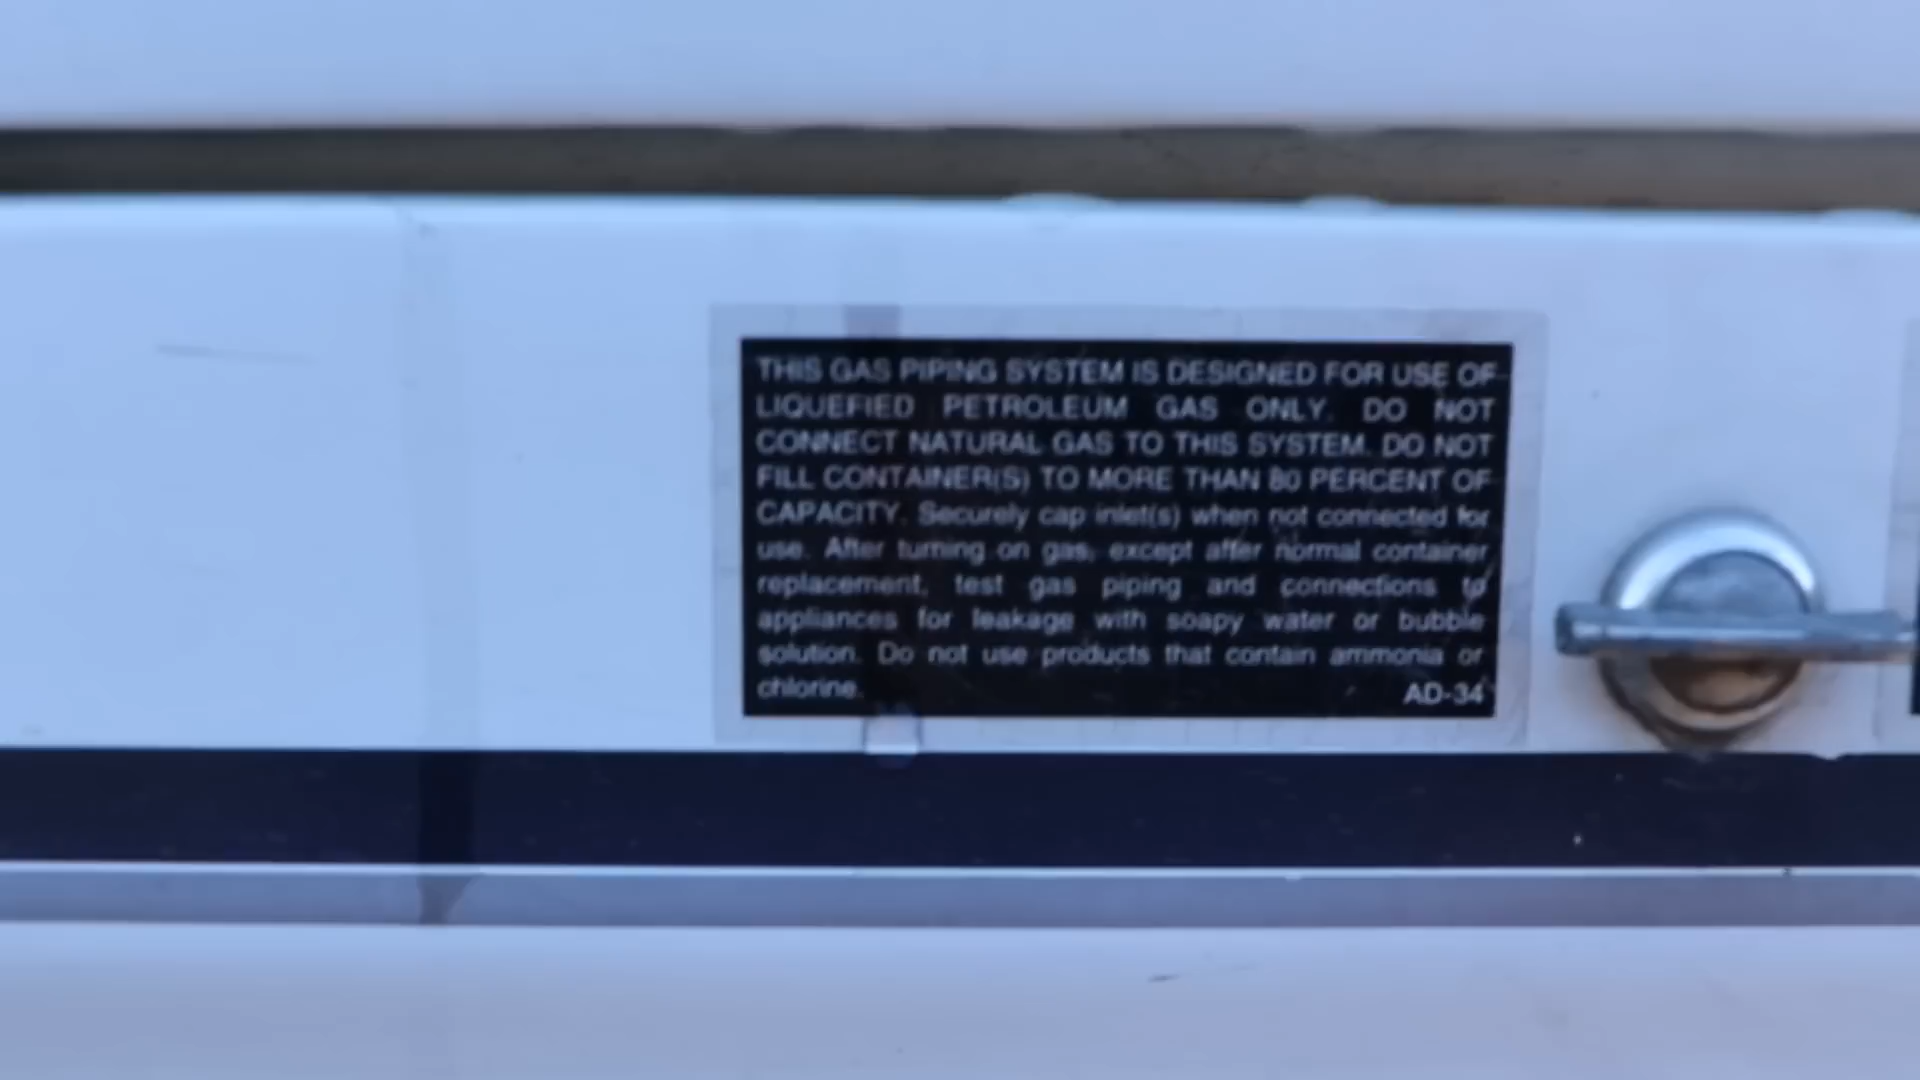 THIS GAS PIPING SYSTEM IS DESIGNED FOR USE OF
LIQUEFIED PETROLEUM GAS ONLY. DO NOT
CONNECT NATURAL GAS TO THIS SYSTEM. DO NOT
FILL CONTAINER(S) TO MORE THAN 80 PERCENT OF
CAPACITY. Securely cap inlet(s) when not connected for
use. After turning on gas, except after normal container
replacement, test gas piping and connections to
appliances for leakage with soapy water or bubble
solution. Do not use products that contain ammonia or
chlorine. AD-34